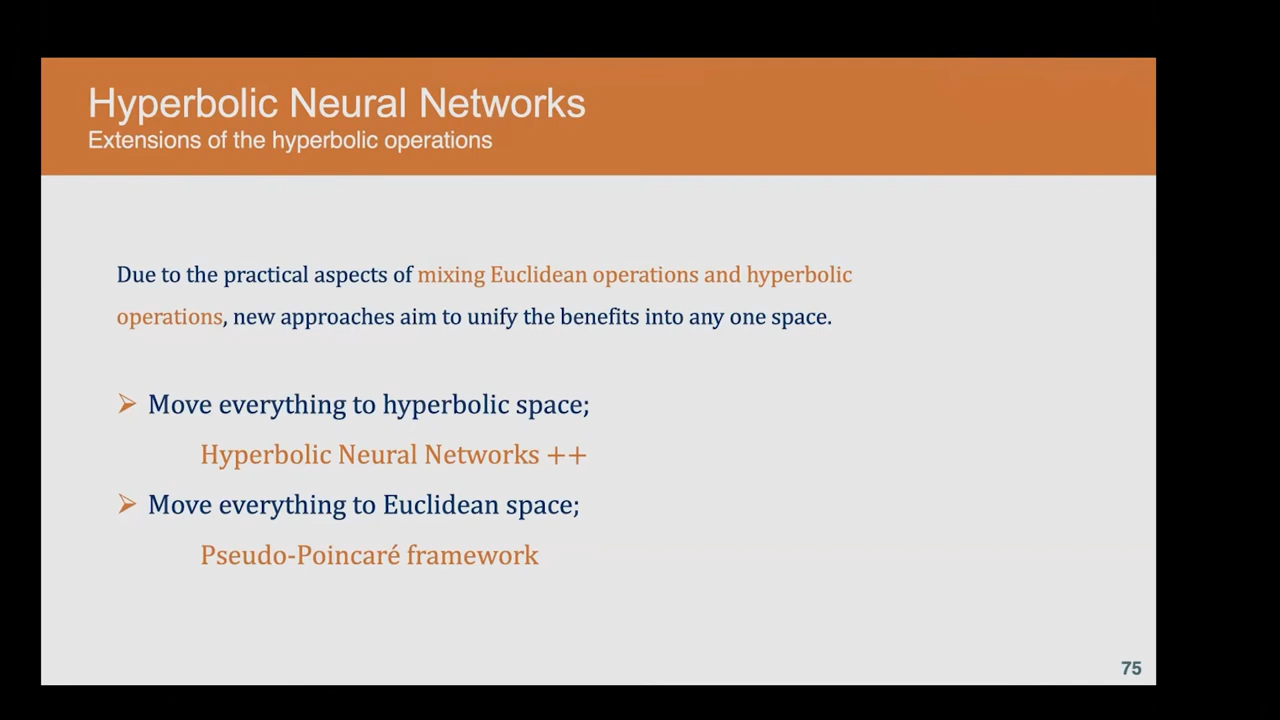 Hyperbolic Neural Networks
Extensions of the hyperbolic operations
Due to the practical aspects of mixing Euclidean operations and hyperbolic
operations, new approaches aim to unify the benefits into any one space.
➢ Move everything to hyperbolic space;
Hyperbolic Neural Networks ++
➢ Move everything to Euclidean space;
Pseudo-Poincaré framework
75